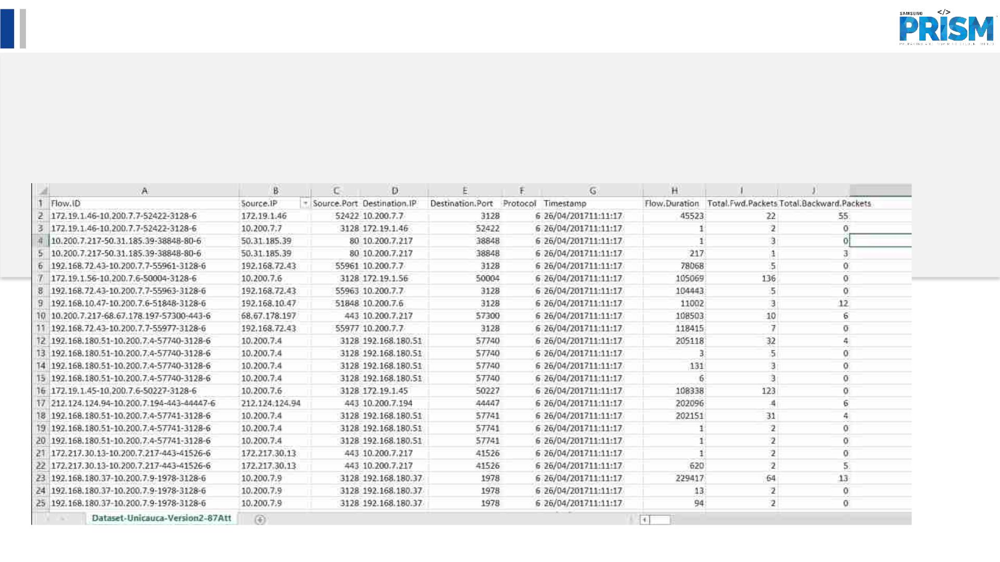 SAMSUNG </>
PRISM
PREPARING AND INSPIRING STUDENT MINDS
A B C D E F G H I J
1 Flow.ID Source.IP Source.Port Destination.IP Destination.Port Protocol Timestamp Flow.Duration Total.Fwd.Packets Total.Backward.Packets
2 172.19.1.46-10.200.7.7-52422-3128-6 172.19.1.46 52422 10.200.7.7 3128 6 26/04/201711:11:17 45523 22 55
3 172.19.1.46-10.200.7.7-52422-3128-6 10.200.7.7 3128 172.19.1.46 52422 6 26/04/201711:11:17 1 2 0
4 10.200.7.217-50.31.185.39-38848-80-6 50.31.185.39 80 10.200.7.217 38848 6 26/04/201711:11:17 1 3 0
5 10.200.7.217-50.31.185.39-38848-80-6 50.31.185.39 80 10.200.7.217 38848 6 26/04/201711:11:17 217 1 3
6 192.168.72.43-10.200.7.7-55961-3128-6 192.168.72.43 55961 10.200.7.7 3128 6 26/04/201711:11:17 78068 5 0
7 172.19.1.56-10.200.7.6-50004-3128-6 10.200.7.6 3128 172.19.1.56 50004 6 26/04/201711:11:17 105069 136 0
8 192.168.72.43-10.200.7.7-55963-3128-6 192.168.72.43 55963 10.200.7.7 3128 6 26/04/201711:11:17 104443 5 0
9 192.168.10.47-10.200.7.6-51848-3128-6 192.168.10.47 51848 10.200.7.6 3128 6 26/04/201711:11:17 11002 3 12
10 10.200.7.217-68.67.178.197-57300-443-6 68.67.178.197 443 10.200.7.217 57300 6 26/04/201711:11:17 108503 10 6
11 192.168.72.43-10.200.7.7-55977-3128-6 192.168.72.43 55977 10.200.7.7 3128 6 26/04/201711:11:17 118415 7 0
12 192.168.180.51-10.200.7.4-57740-3128-6 10.200.7.4 3128 192.168.180.51 57740 6 26/04/201711:11:17 205118 32 4
13 192.168.180.51-10.200.7.4-57740-3128-6 10.200.7.4 3128 192.168.180.51 57740 6 26/04/201711:11:17 3 5 0
14 192.168.180.51-10.200.7.4-57740-3128-6 10.200.7.4 3128 192.168.180.51 57740 6 26/04/201711:11:17 131 3 0
15 192.168.180.51-10.200.7.4-57740-3128-6 10.200.7.4 3128 192.168.180.51 57740 6 26/04/201711:11:17 6 3 0
16 172.19.1.45-10.200.7.6-50227-3128-6 10.200.7.6 3128 172.19.1.45 50227 6 26/04/201711:11:17 108338 123 0
17 212.124.124.94-10.200.7.194-443-44447-6 212.124.124.94 443 10.200.7.194 44447 6 26/04/201711:11:17 202096 4 6
18 192.168.180.51-10.200.7.4-57741-3128-6 10.200.7.4 3128 192.168.180.51 57741 6 26/04/201711:11:17 202151 31 4
19 192.168.180.51-10.200.7.4-57741-3128-6 10.200.7.4 3128 192.168.180.51 57741 6 26/04/201711:11:17 1 2 0
20 192.168.180.51-10.200.7.4-57741-3128-6 10.200.7.4 3128 192.168.180.51 57741 6 26/04/201711:11:17 1 2 0
21 172.217.30.13-10.200.7.217-443-41526-6 172.217.30.13 443 10.200.7.217 41526 6 26/04/201711:11:17 1 2 0
22 172.217.30.13-10.200.7.217-443-41526-6 172.217.30.13 443 10.200.7.217 41526 6 26/04/201711:11:17 620 2 5
23 192.168.180.37-10.200.7.9-1978-3128-6 10.200.7.9 3128 192.168.180.37 1978 6 26/04/201711:11:17 229417 64 13
24 192.168.180.37-10.200.7.9-1978-3128-6 10.200.7.9 3128 192.168.180.37 1978 6 26/04/201711:11:17 13 2 0
25 192.168.180.37-10.200.7.9-1978-3128-6 10.200.7.9 3128 192.168.180.37 1978 6 26/04/201711:11:17 94 2 0
Dataset-Unicauca-Version2-87Att